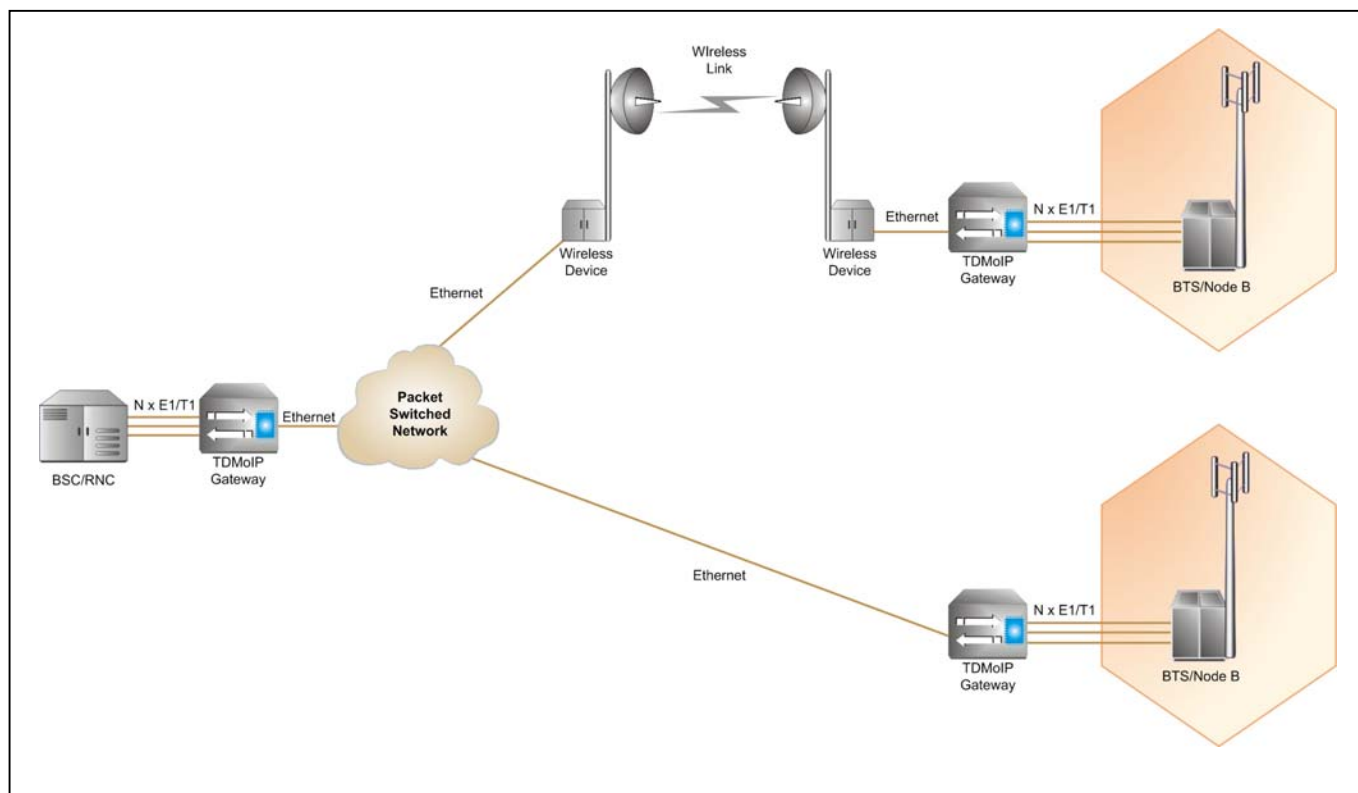 WIreless
Link
Ethernet
N x E1/T1
TDMoIP
Gateway
BTS/Node B
Wireless
Device
Wireless
Device
Ethernet
Packet
Switched
Network
N x E1/T1
Ethernet
TDMoIP
Gateway
BSC/RNC
Ethernet
N x E1/T1
TDMoIP
Gateway
BTS/Node B